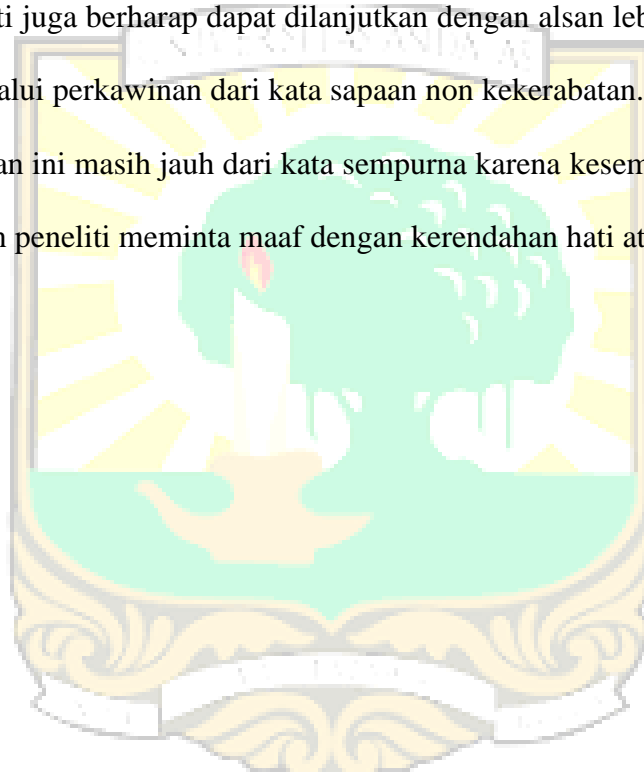 ti juga berharap dapat dilanjutkan dengan alsan leb
alui perkawinan dari kata sapaan non kekerabatan.
an ini masih jauh dari kata sempurna karena kesem
n peneliti meminta maaf dengan kerendahan hati at